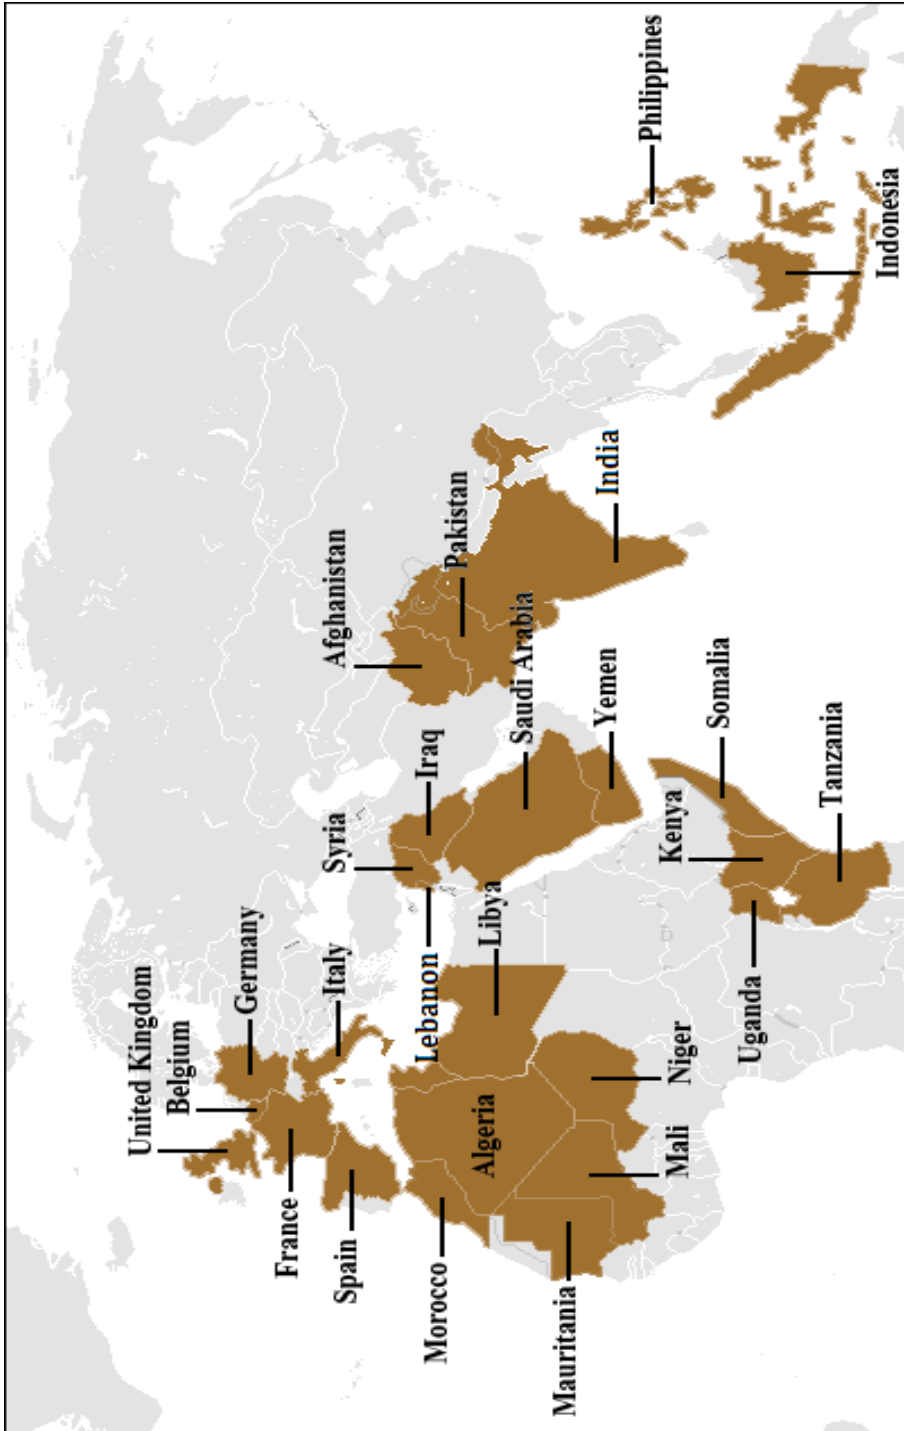 United Kingdom
Belgium
Germany
France
Italy
Spain
Syria
Afghanistan
Iraq
Lebanon
Pakistan
Morocco
Algeria
Libya
Saudi Arabia
India
Philippines
Mauritania
Mali
Niger
Yemen
Kenya
Somalia
Uganda
Tanzania
Indonesia